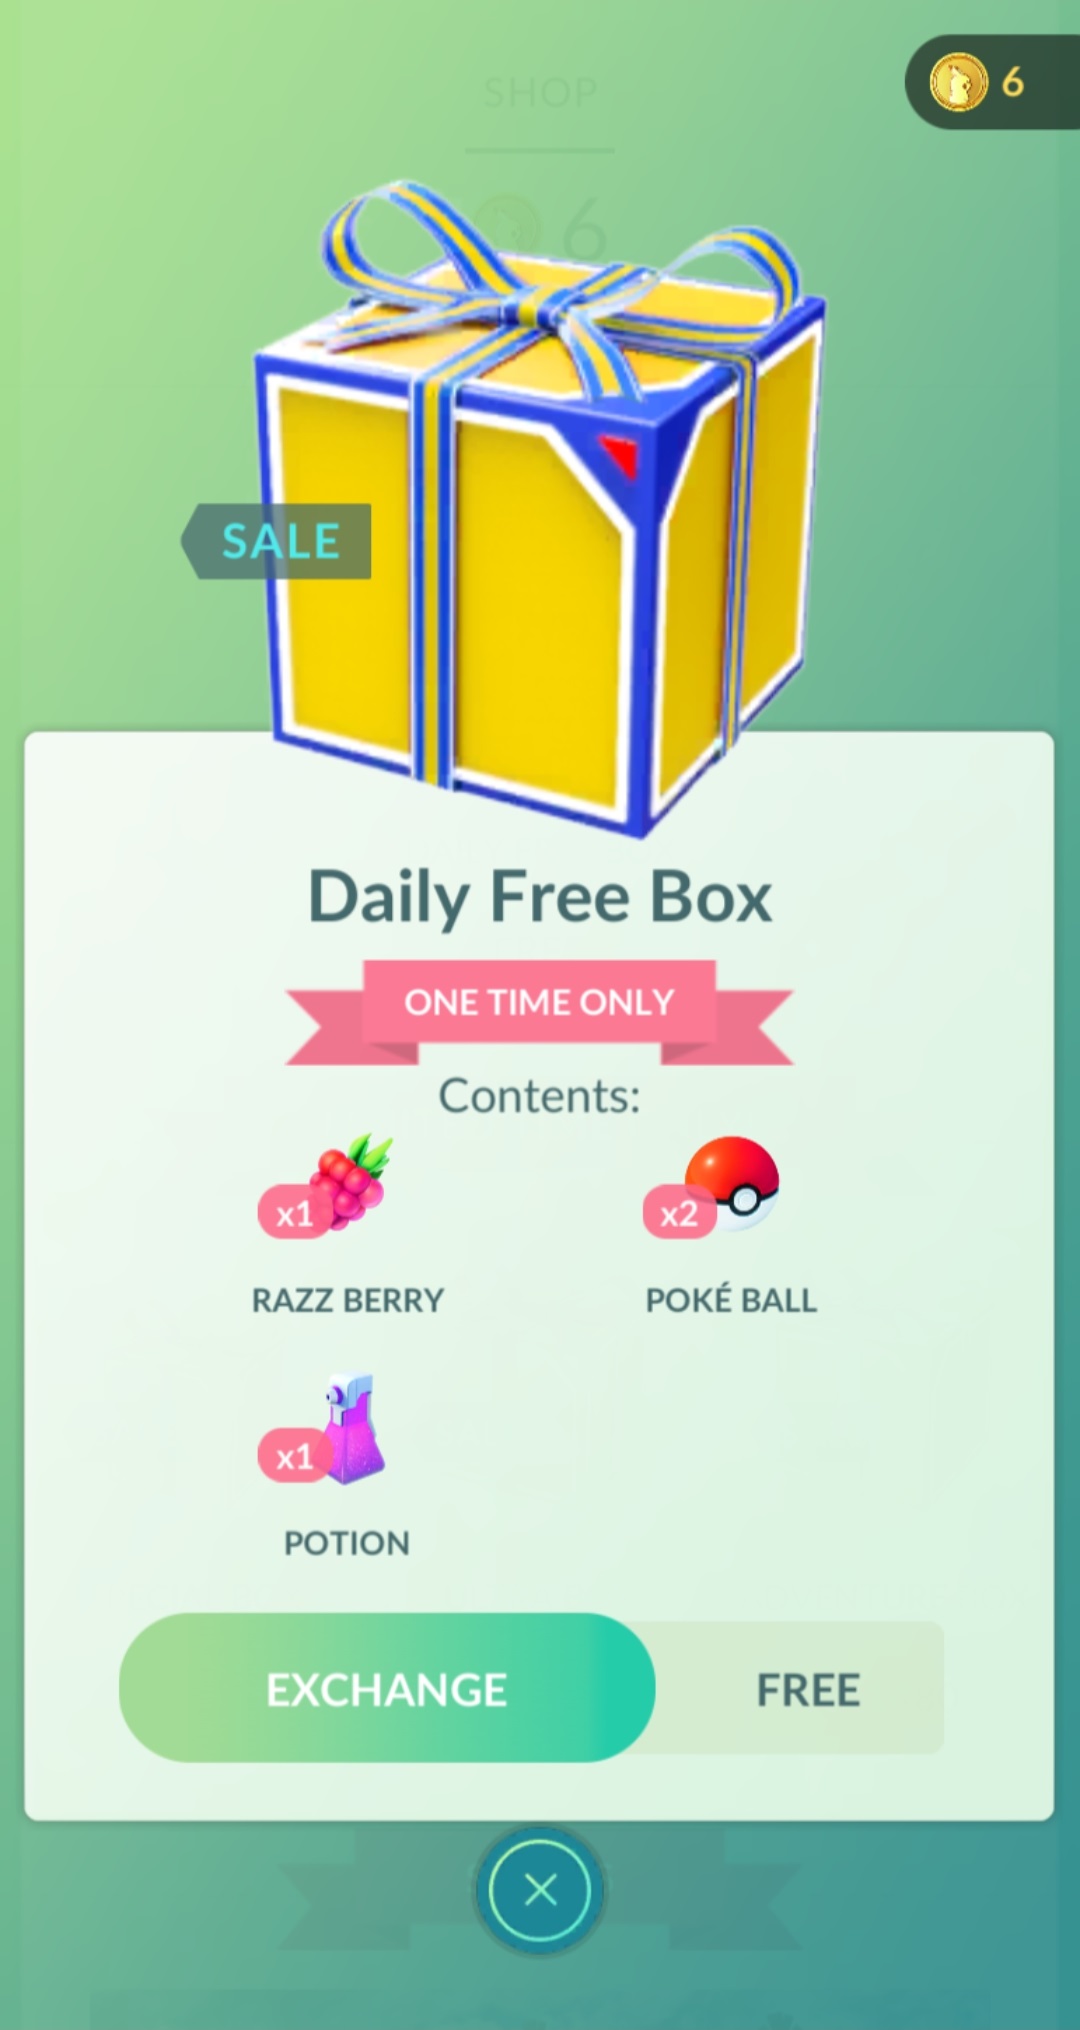 SHOP
6
6
SALE
Daily Free Box
ONE TIME ONLY
Contents:
x1
x2
RAZZ BERRY
POKÉ BALL
x1
POTION
EXCHANGE
FREE